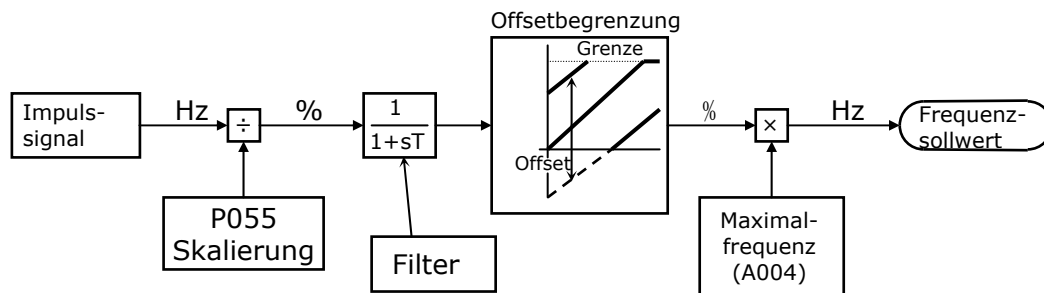 Offsetbegrenzung
Grenze
Impuls-
signal
Hz
÷
%
1
1+sT
Offset
%
×
Hz
Frequenz-
sollwert
P055
Skalierung
Filter
Maximal-
frequenz
(A004)